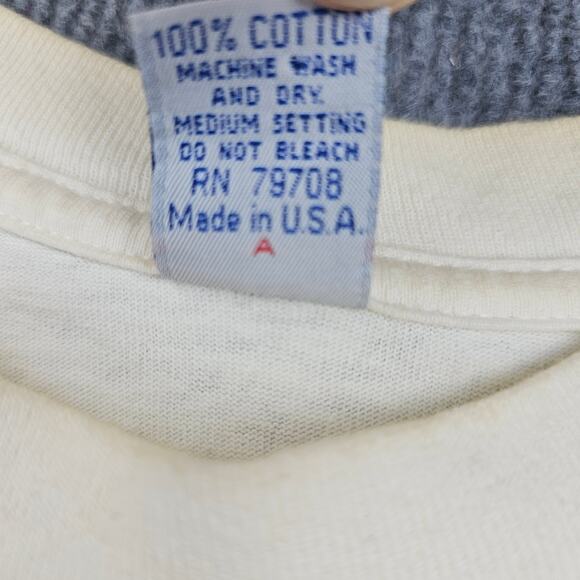 100% COTTON
MACHINE WASH
AND DRY.
MEDIUM SETTING
DO NOT BLEACH
RN 79708
Made in U.S.A.
A